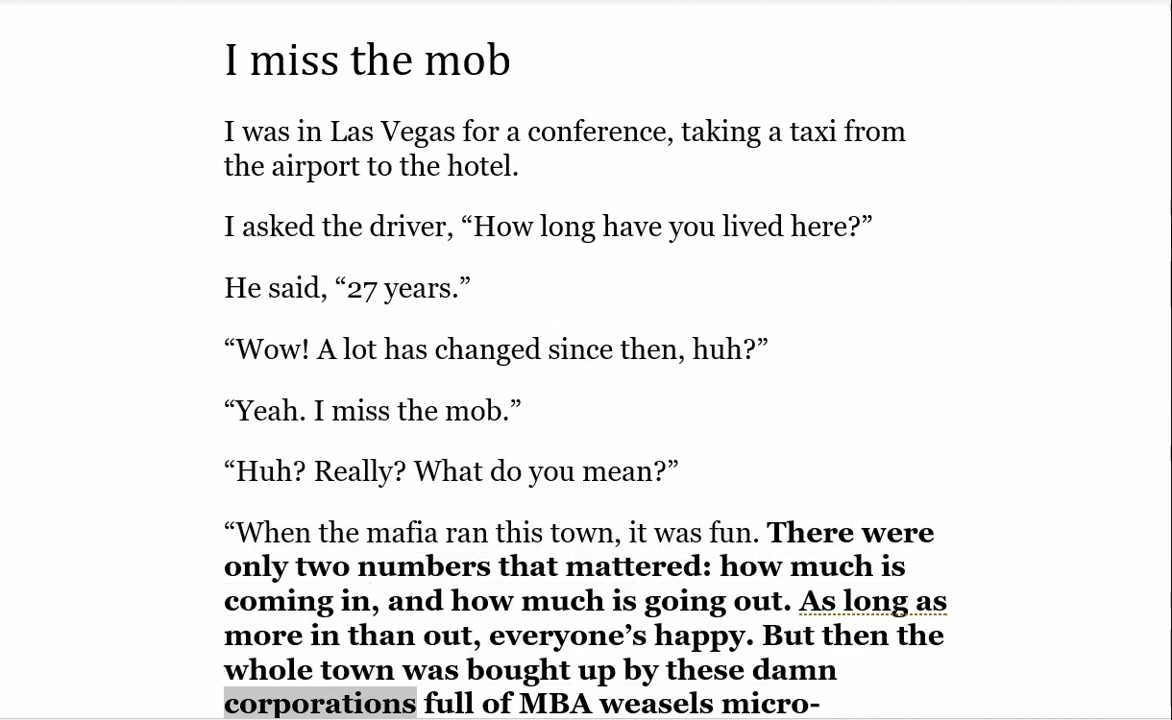 I miss the mob
I was in Las Vegas for a conference, taking a taxi from
the airport to the hotel.
I asked the driver, “How long have you lived here?”
He said, “27 years.”
“Wow! A lot has changed since then, huh?”
“Yeah. I miss the mob.”
“Huh? Really? What do you mean?”
“When the mafia ran this town, it was fun. There were
only two numbers that mattered: how much is
coming in, and how much is going out. As long as
more in than out, everyone’s happy. But then the
whole town was bought up by these damn
corporations full of MBA weasels micro-